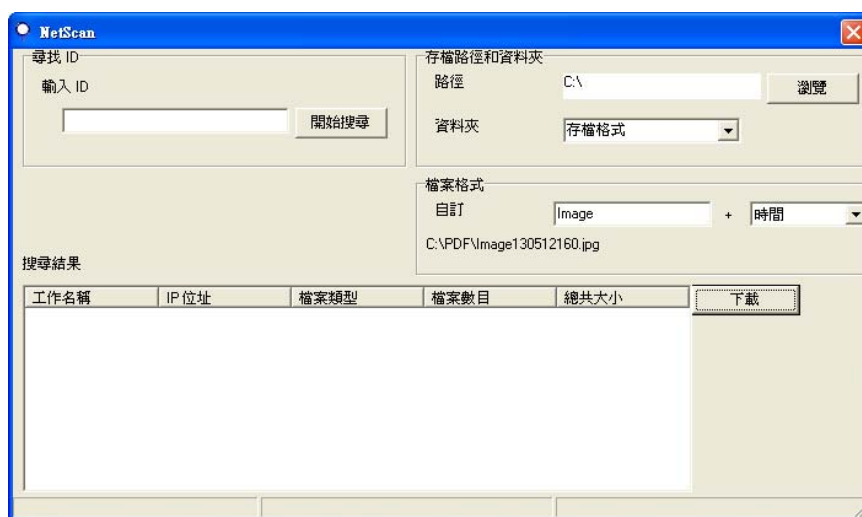 NetScan
尋找 ID
輸入 ID
開始搜尋
存檔路徑和資料夾
路徑 C:\ 瀏覽
資料夾 存檔格式
檔案格式
自訂 Image + 時間
C:\PDF\Image130512160.jpg
搜尋結果
工作名稱 IP 位址 檔案類型 檔案數目 總共大小 下載